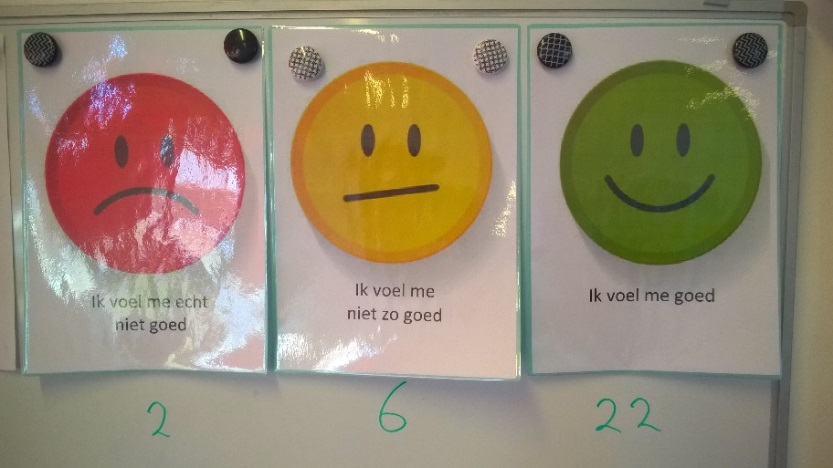 Ik voel me echt
niet goed
Ik voel me
niet zo goed
Ik voel me goed
2
6
22